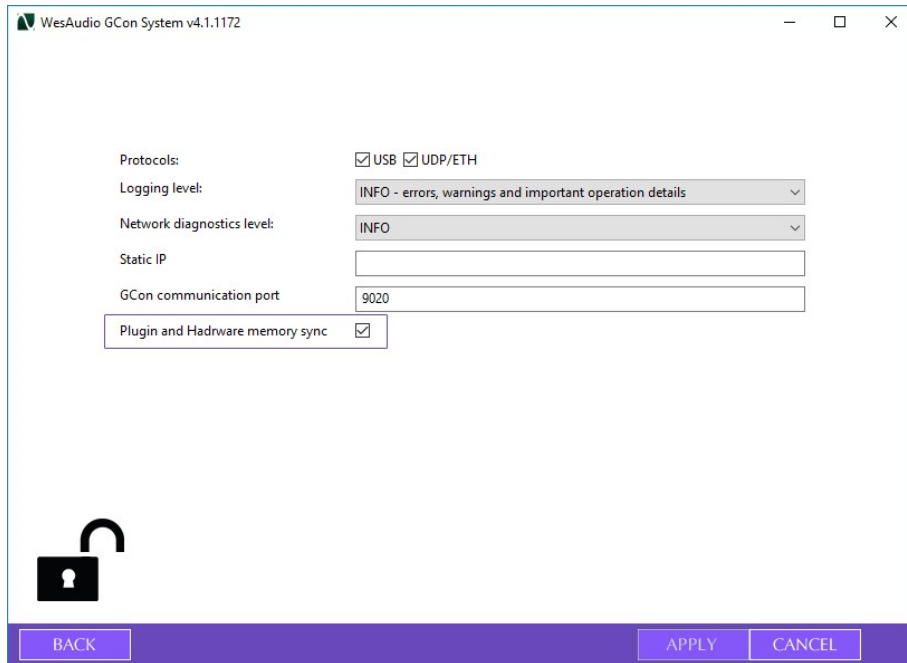 WesAudio GCon System v4.1.1172
Protocols: USB UDP/ETH
Logging level: INFO - errors, warnings and important operation details
Network diagnostics level: INFO
Static IP
GCon communication port 9020
Plugin and Hadrware memory sync
BACK APPLY CANCEL